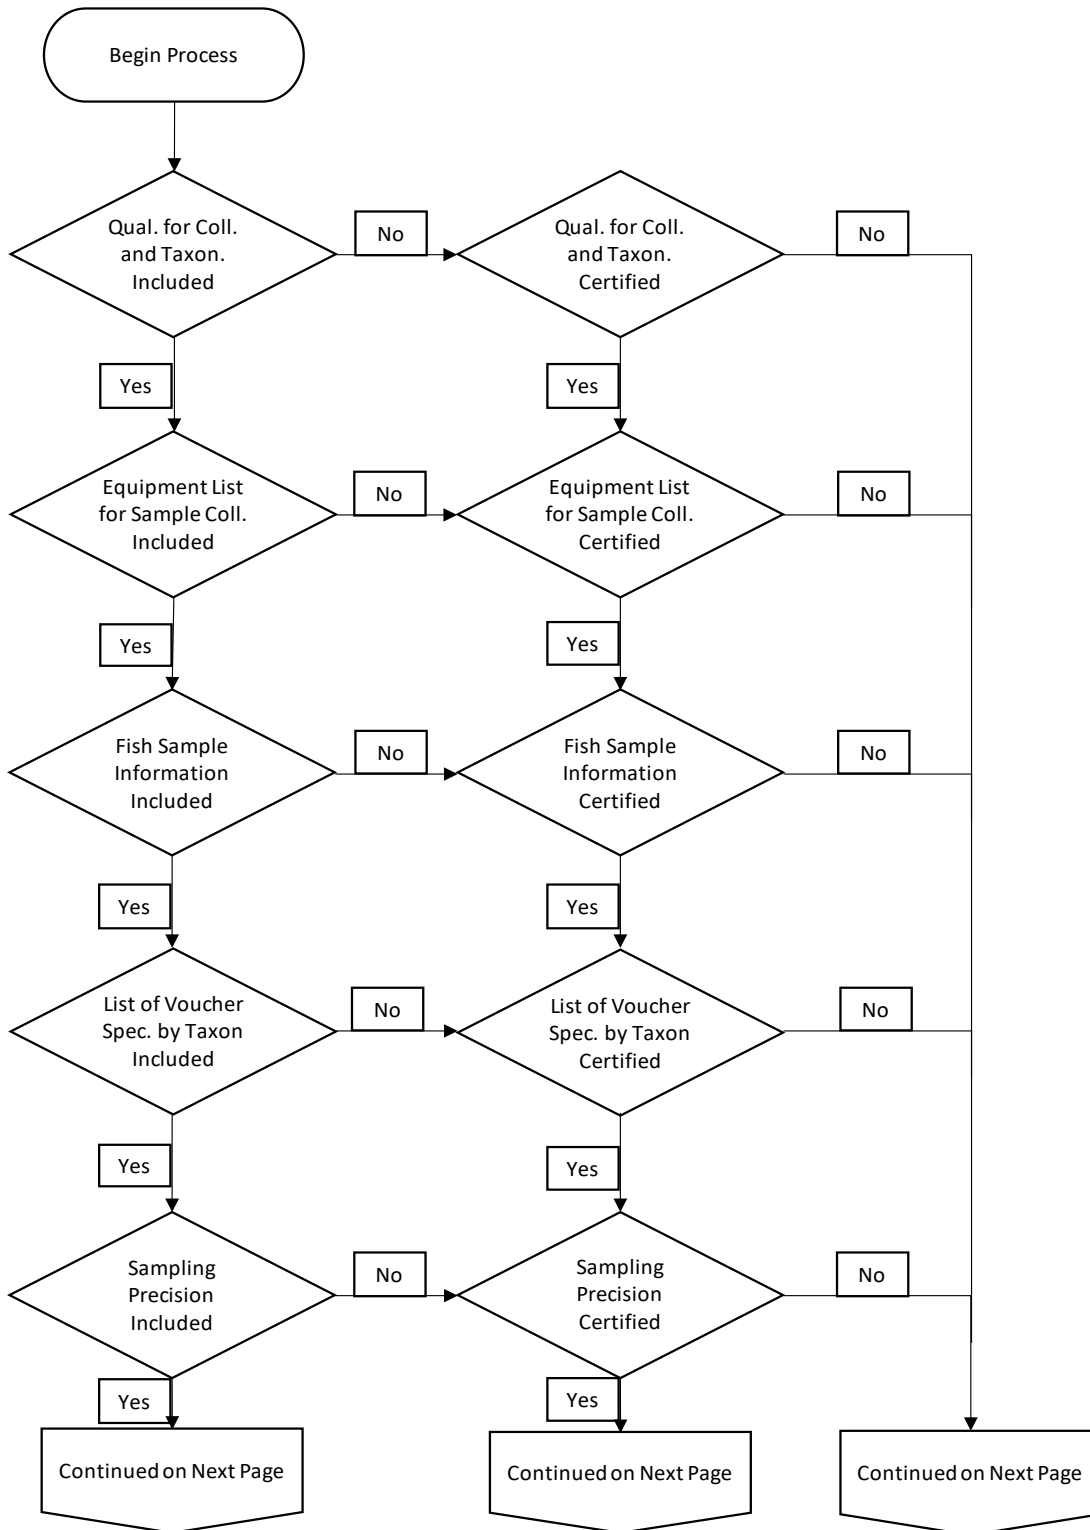 Begin Process
Qual. for Coll.
and Taxon.
Included
No
Qual. for Coll.
and Taxon.
Certified
No
Yes
Yes
Equipment List
for Sample Coll.
Included
No
Equipment List
for Sample Coll.
Certified
No
Yes
Yes
Fish Sample
Information
Included
No
Fish Sample
Information
Certified
No
Yes
Yes
List of Voucher
Spec. by Taxon
Included
No
List of Voucher
Spec. by Taxon
Certified
No
Yes
Yes
Sampling
Precision
Included
No
Sampling
Precision
Certified
No
Yes
Yes
Continued on Next Page
Continued on Next Page
Continued on Next Page